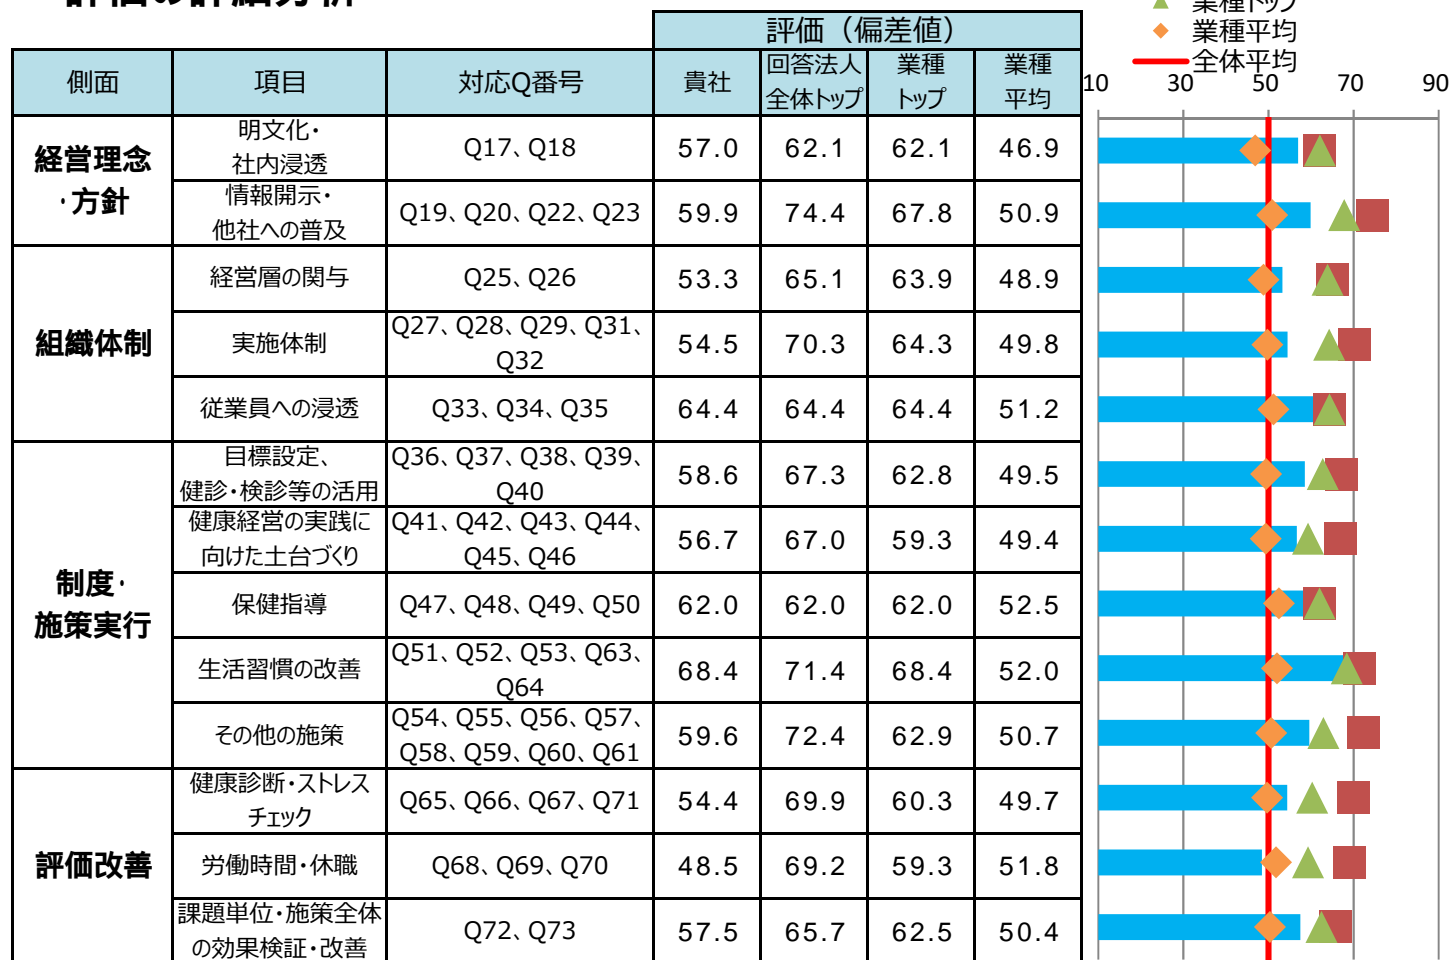 評価の詳細分析
業種トップ
業種平均
全体平均
評価（偏差値）
側面 項目 対応Q番号 貴社 回答法人全体トップ 業種トップ 業種平均
10 30 50 70 90
経営理念・方針
明文化・社内浸透 Q17、Q18 57.0 62.1 62.1 46.9
情報開示・他社への普及 Q19、Q20、Q22、Q23 59.9 74.4 67.8 50.9
組織体制
経営層の関与 Q25、Q26 53.3 65.1 63.9 48.9
実施体制 Q27、Q28、Q29、Q31、Q32 54.5 70.3 64.3 49.8
従業員への浸透 Q33、Q34、Q35 64.4 64.4 64.4 51.2
制度・施策実行
目標設定、健診・検診等の活用 Q36、Q37、Q38、Q39、Q40 58.6 67.3 62.8 49.5
健康経営の実践に向けた土台づくり Q41、Q42、Q43、Q44、Q45、Q46 56.7 67.0 59.3 49.4
保健指導 Q47、Q48、Q49、Q50 62.0 62.0 62.0 52.5
生活習慣の改善 Q51、Q52、Q53、Q63、Q64 68.4 71.4 68.4 52.0
その他の施策 Q54、Q55、Q56、Q57、Q58、Q59、Q60、Q61 59.6 72.4 62.9 50.7
評価改善
健康診断・ストレスチェック Q65、Q66、Q67、Q71 54.4 69.9 60.3 49.7
労働時間・休職 Q68、Q69、Q70 48.5 69.2 59.3 51.8
課題単位・施策全体の効果検証・改善 Q72、Q73 57.5 65.7 62.5 50.4